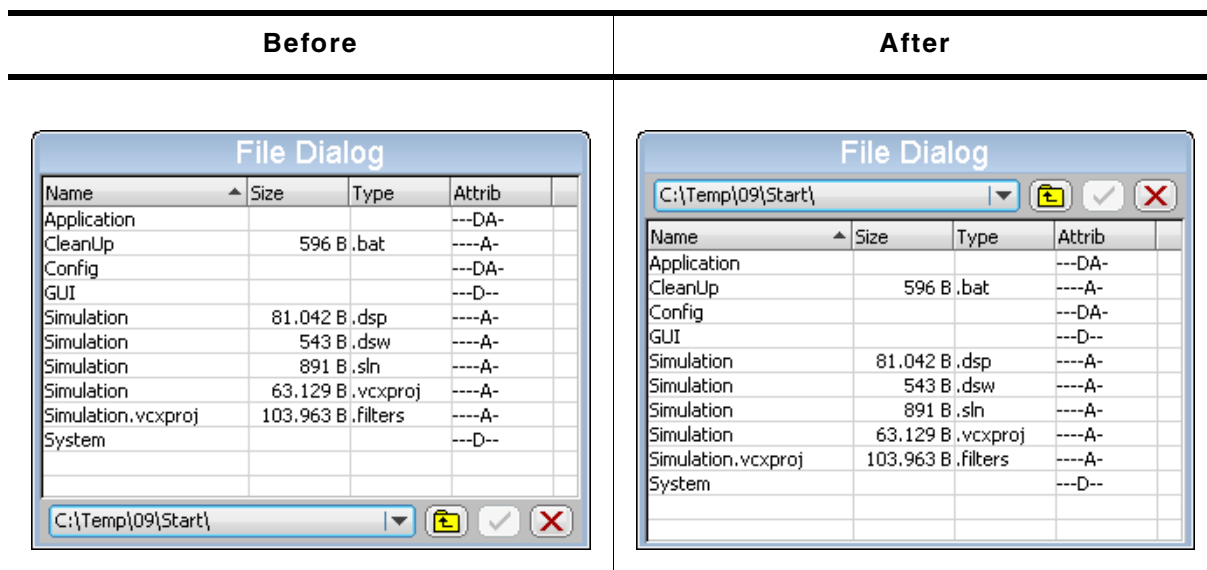 Before After
File Dialog
Name Size Type Attrib
Application ---DA-
CleanUp 596 B .bat ----A-
Config ---DA-
GUI ---D--
Simulation 81.042 B .dsp ----A-
Simulation 543 B .dsw ----A-
Simulation 891 B .sln ----A-
Simulation 63.129 B .vcxproj ----A-
Simulation.vcxproj 103.963 B .filters ----A-
System ---D--
C:\Temp\09\Start\
File Dialog
C:\Temp\09\Start\
Name Size Type Attrib
Application ---DA-
CleanUp 596 B .bat ----A-
Config ---DA-
GUI ---D--
Simulation 81.042 B .dsp ----A-
Simulation 543 B .dsw ----A-
Simulation 891 B .sln ----A-
Simulation 63.129 B .vcxproj ----A-
Simulation.vcxproj 103.963 B .filters ----A-
System ---D--